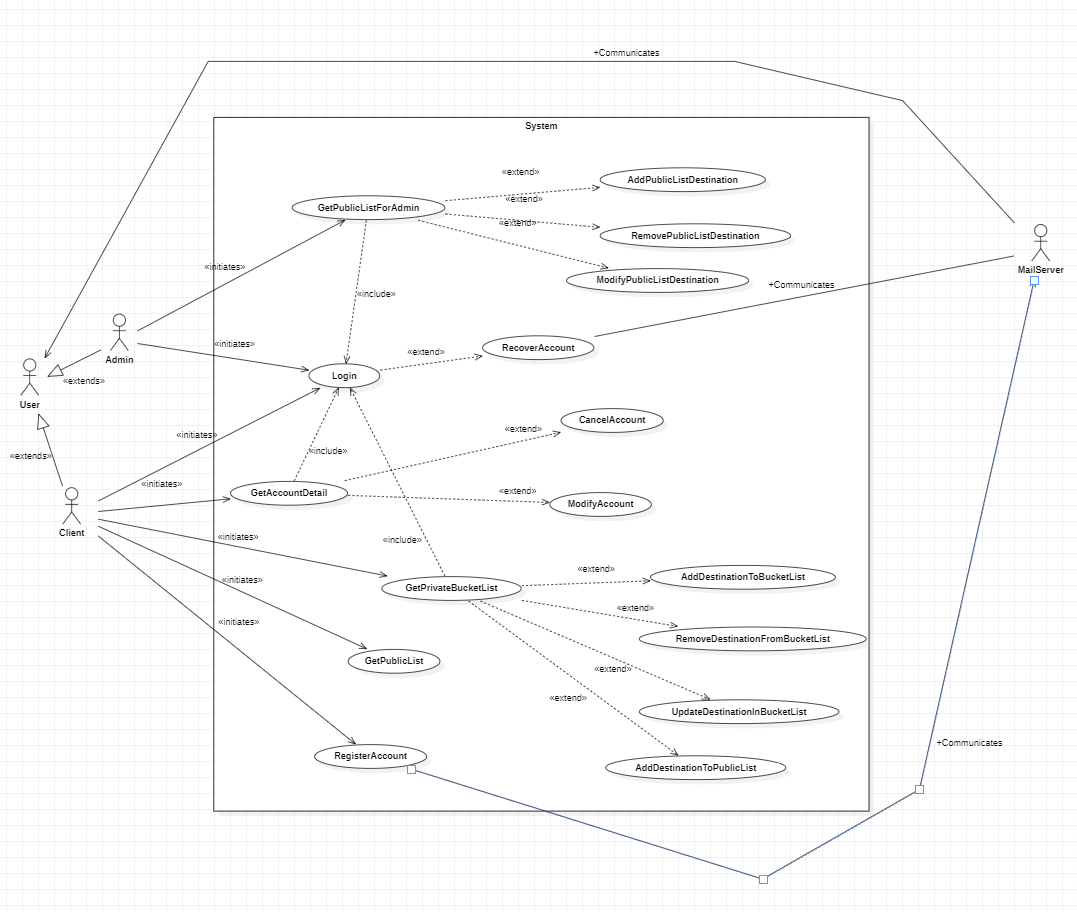 +Communicates
System
«extend»
AddPublicListDestination
«extend»
GetPublicListForAdmin
«extend»
RemovePublicListDestination
«initiates»
MailServer
ModifyPublicListDestination
+Communicates
«include»
«initiates»
RecoverAccount
«extend»
Admin
Login
«extends»
User
CancelAccount
«extend»
«initiates»
«include»
«extends»
«initiates»
GetAccountDetail
«extend»
ModifyAccount
Client
«initiates»
«include»
«extend»
AddDestinationToBucketList
«initiates»
GetPrivateBucketList
«extend»
«initiates»
RemoveDestinationFromBucketList
GetPublicList
«extend»
«extend»
UpdateDestinationInBucketList
+Communicates
RegisterAccount
AddDestinationToPublicList